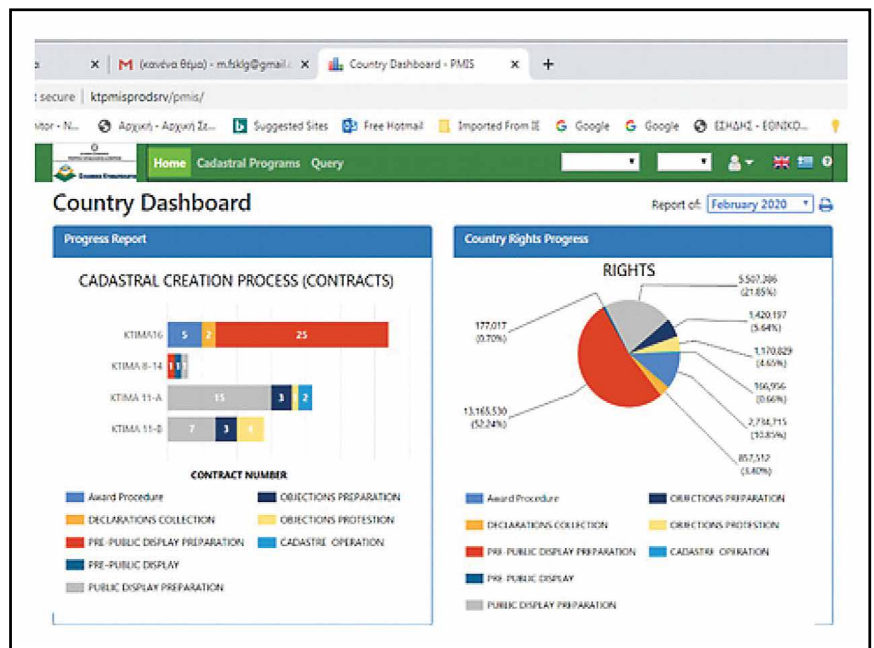 (κανένα θέμα) - m.fsklg@gmail.c
Country Dashboard - PMIS
secure | ktpmisprodsrv/pmis/
Αρχική - Αρχική Σε...
Suggested Sites
Free Hotmail
Imported From IE
Google
Google
ΕΣΗΔΗΣ - ΕΘΝΙΚΟ...
Home Cadastral Programs Query
Country Dashboard
Report of: February 2020
Progress Report
CADASTRAL CREATION PROCESS (CONTRACTS)
KTIMA16 5 2 25
KTIMA 8-14 1 1 1
KTIMA 11-A 15 3 2
KTIMA 11-B 7 3
CONTRACT NUMBER
Award Procedure
OBJECTIONS PREPARATION
DECLARATIONS COLLECTION
OBJECTIONS PROTESTION
PRE-PUBLIC DISPLAY PREPARATION
CADASTRE OPERATION
PRE-PUBLIC DISPLAY
PUBLIC DISPLAY PREPARATION
Country Rights Progress
RIGHTS
5,507,386
(21.85%)
177,017
(0.70%)
1,420,197
(5.64%)
1,170,829
(4.65%)
166,956
(0.66%)
13,165,530
(52.24%)
2,734,715
(10.85%)
857,512
(3.40%)
Award Procedure
OBJECTIONS PREPARATION
DECLARATIONS COLLECTION
OBJECTIONS PROTESTION
PRE-PUBLIC DISPLAY PREPARATION
CADASTRE OPERATION
PRE-PUBLIC DISPLAY
PUBLIC DISPLAY PREPARATION